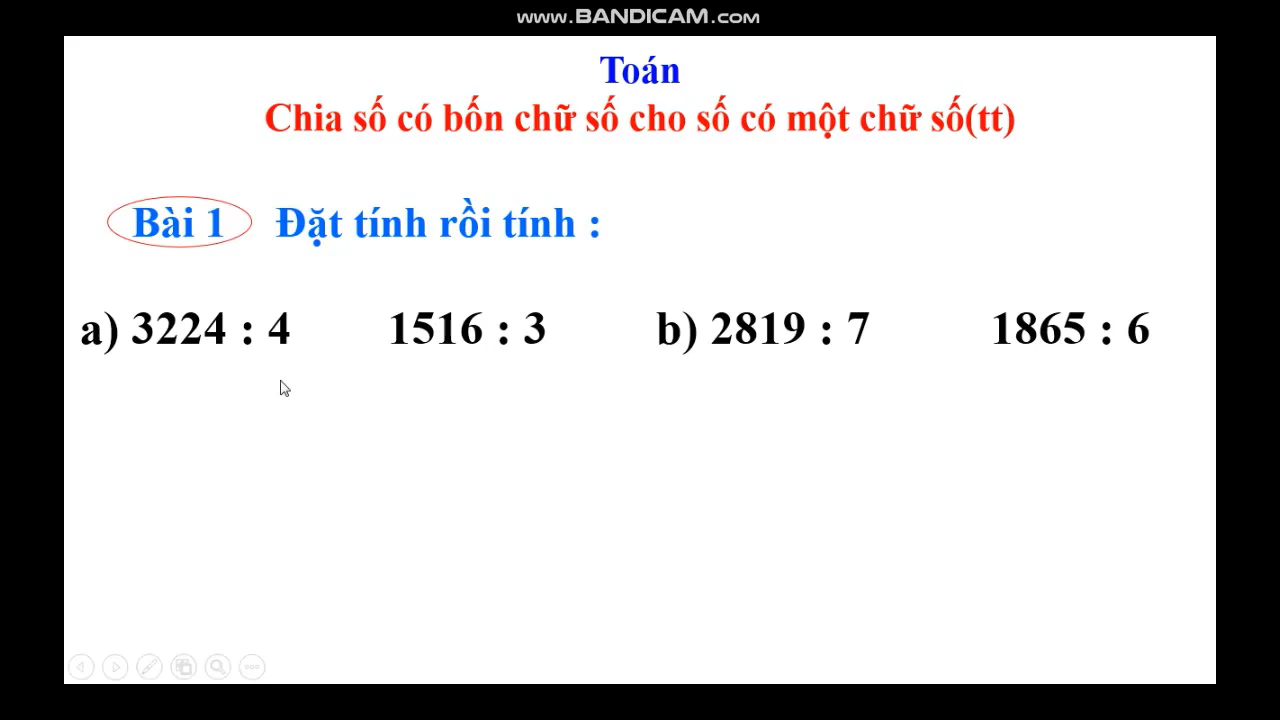 www.BANDICAM.com
Toán
Chia số có bốn chữ số cho số có một chữ số(tt)
Bài 1 Đặt tính rồi tính :
a) 3224 : 4 1516 : 3 b) 2819 : 7 1865 : 6